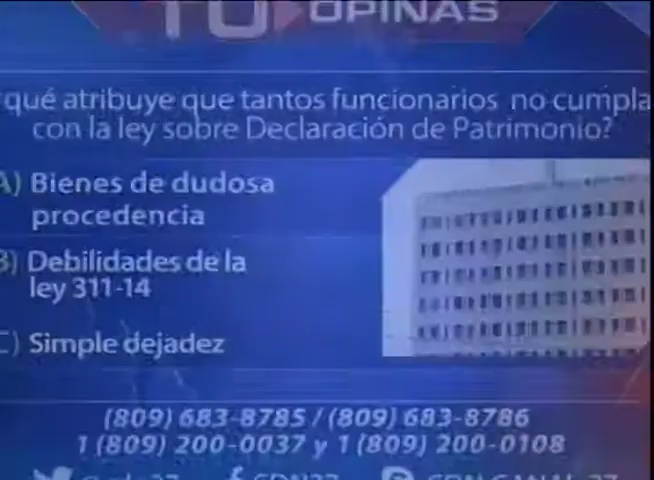 TÚ OPINAS
qué atribuye que tantos funcionarios no cumpla
con la ley sobre Declaración de Patrimonio?
A) Bienes de dudosa
procedencia
B) Debilidades de la
ley 311-14
C) Simple dejadez
(809) 683-8785 / (809) 683-8786
1 (809) 200-0037 y 1 (809) 200-0108